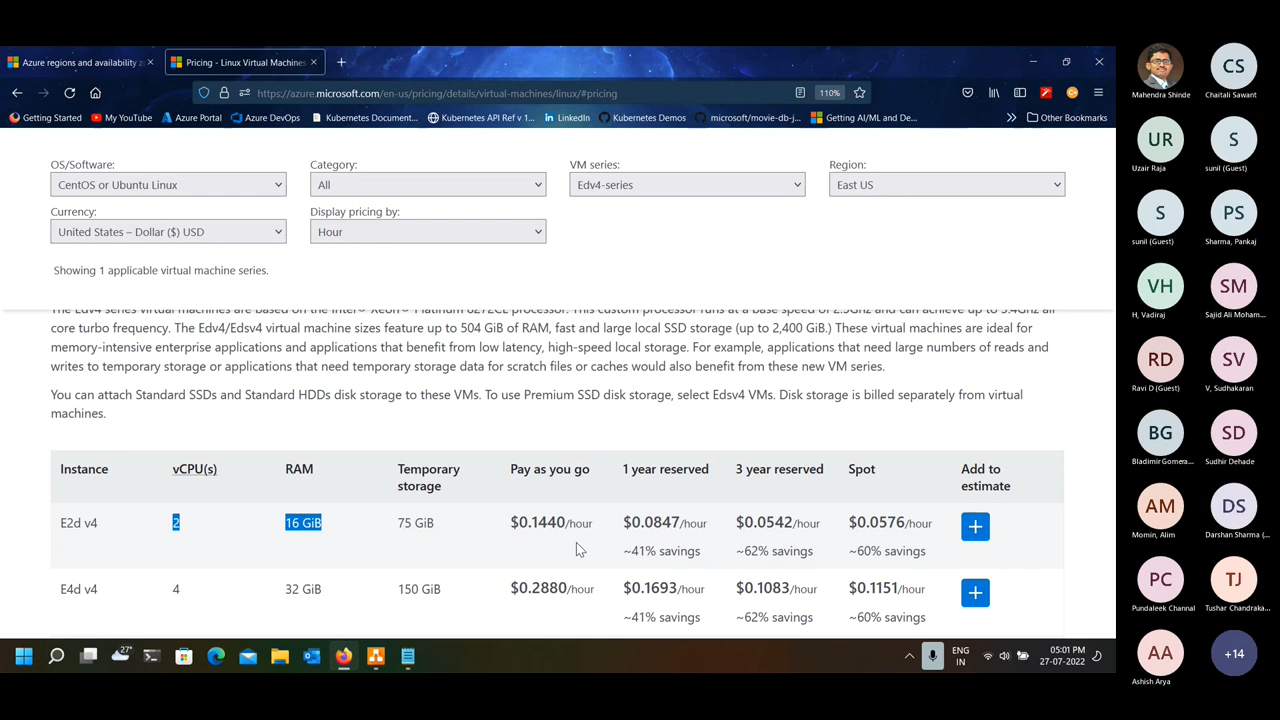 Azure regions and availability z
Pricing - Linux Virtual Machines
https://azure.microsoft.com/en-us/pricing/details/virtual-machines/linux/#pricing
110%
Getting Started
My YouTube
Azure Portal
Azure DevOps
Kubernetes Document...
Kubernetes API Ref v 1...
LinkedIn
Kubernetes Demos
microsoft/movie-db-j...
Getting AI/ML and De...
Other Bookmarks
OS/Software:
Category:
VM series:
Region:
CentOS or Ubuntu Linux
All
Edv4-series
East US
Currency:
Display pricing by:
United States – Dollar ($) USD
Hour
Showing 1 applicable virtual machine series.
core turbo frequency. The Edv4/Edsv4 virtual machine sizes feature up to 504 GiB of RAM, fast and large local SSD storage (up to 2,400 GiB.) These virtual machines are ideal for
memory-intensive enterprise applications and applications that benefit from low latency, high-speed local storage. For example, applications that need large numbers of reads and
writes to temporary storage or applications that need temporary storage data for scratch files or caches would also benefit from these new VM series.
You can attach Standard SSDs and Standard HDDs disk storage to these VMs. To use Premium SSD disk storage, select Edsv4 VMs. Disk storage is billed separately from virtual
machines.
Instance
vCPU(s)
RAM
Temporary
storage
Pay as you go
1 year reserved
3 year reserved
Spot
Add to
estimate
E2d v4
2
16 GiB
75 GiB
$0.1440/hour
$0.0847/hour
~41% savings
$0.0542/hour
~62% savings
$0.0576/hour
~60% savings
E4d v4
4
32 GiB
150 GiB
$0.2880/hour
$0.1693/hour
~41% savings
$0.1083/hour
~62% savings
$0.1151/hour
~60% savings
27°
ENG
IN
05:01 PM
27-07-2022
Mahendra Shinde
CS
Chaitali Sawant
UR
Uzair Raja
S
sunil (Guest)
S
sunil (Guest)
PS
Sharma, Pankaj
VH
H, Vadiraj
SM
Sajid Ali Moham...
RD
Ravi D (Guest)
SV
V, Sudhakaran
BG
Bladimir Gomera...
SD
Sudhir Dehade
AM
Momin, Alim
DS
Darshan Sharma (...
PC
Pundaleek Channal
TJ
Tushar Chandraka...
AA
Ashish Arya
+14